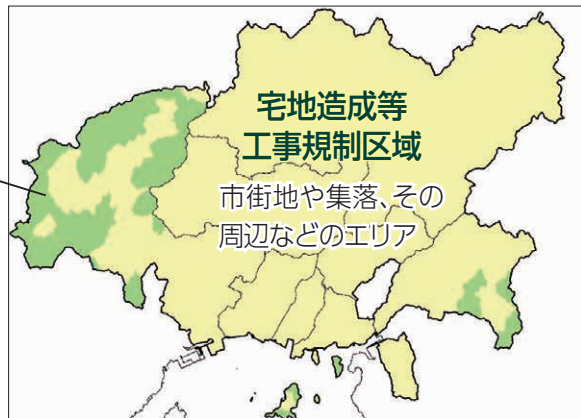 宅地造成等
工事規制区域
市街地や集落、その
周辺などのエリア